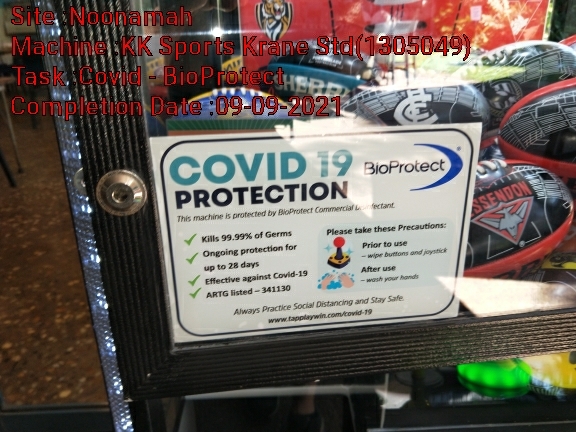 Site :Noonamah
Machine :KK Sports Krane Std(1305049)
Task :Covid - BioProtect
Completion Date :09-09-2021
COVID 19
PROTECTION
BioProtect
This machine is protected by BioProtect Commercial Disinfectant.
Kills 99.99% of Germs
Ongoing protection for
up to 28 days
Effective against Covid-19
ARTG listed – 341130
Please take these Precautions:
Prior to use
– wipe buttons and joystick
After use
– wash your hands
Always Practice Social Distancing and Stay Safe.
www.tapplaywin.com/covid-19
ESSENDON